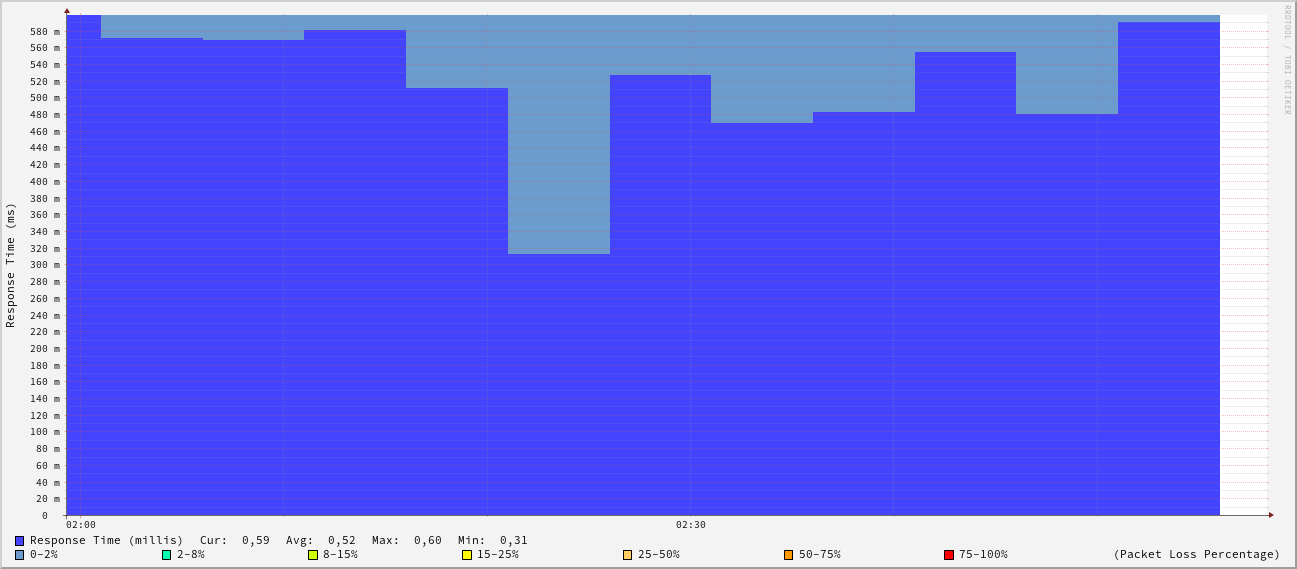 RRDTOOL / TOBI OETIKER
Response Time (ms)
580 m
560 m
540 m
520 m
500 m
480 m
460 m
440 m
420 m
400 m
380 m
360 m
340 m
320 m
300 m
280 m
260 m
240 m
220 m
200 m
180 m
160 m
140 m
120 m
100 m
80 m
60 m
40 m
20 m
0
02:00 02:30
Response Time (millis) Cur: 0,59 Avg: 0,52 Max: 0,60 Min: 0,31
0-2% 2-8% 8-15% 15-25% 25-50% 50-75% 75-100% (Packet Loss Percentage)